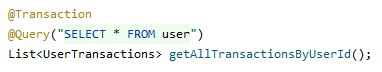 @Transaction
@Query("SELECT * FROM user")
List<UserTransactions> getAllTransactionsByUserId();